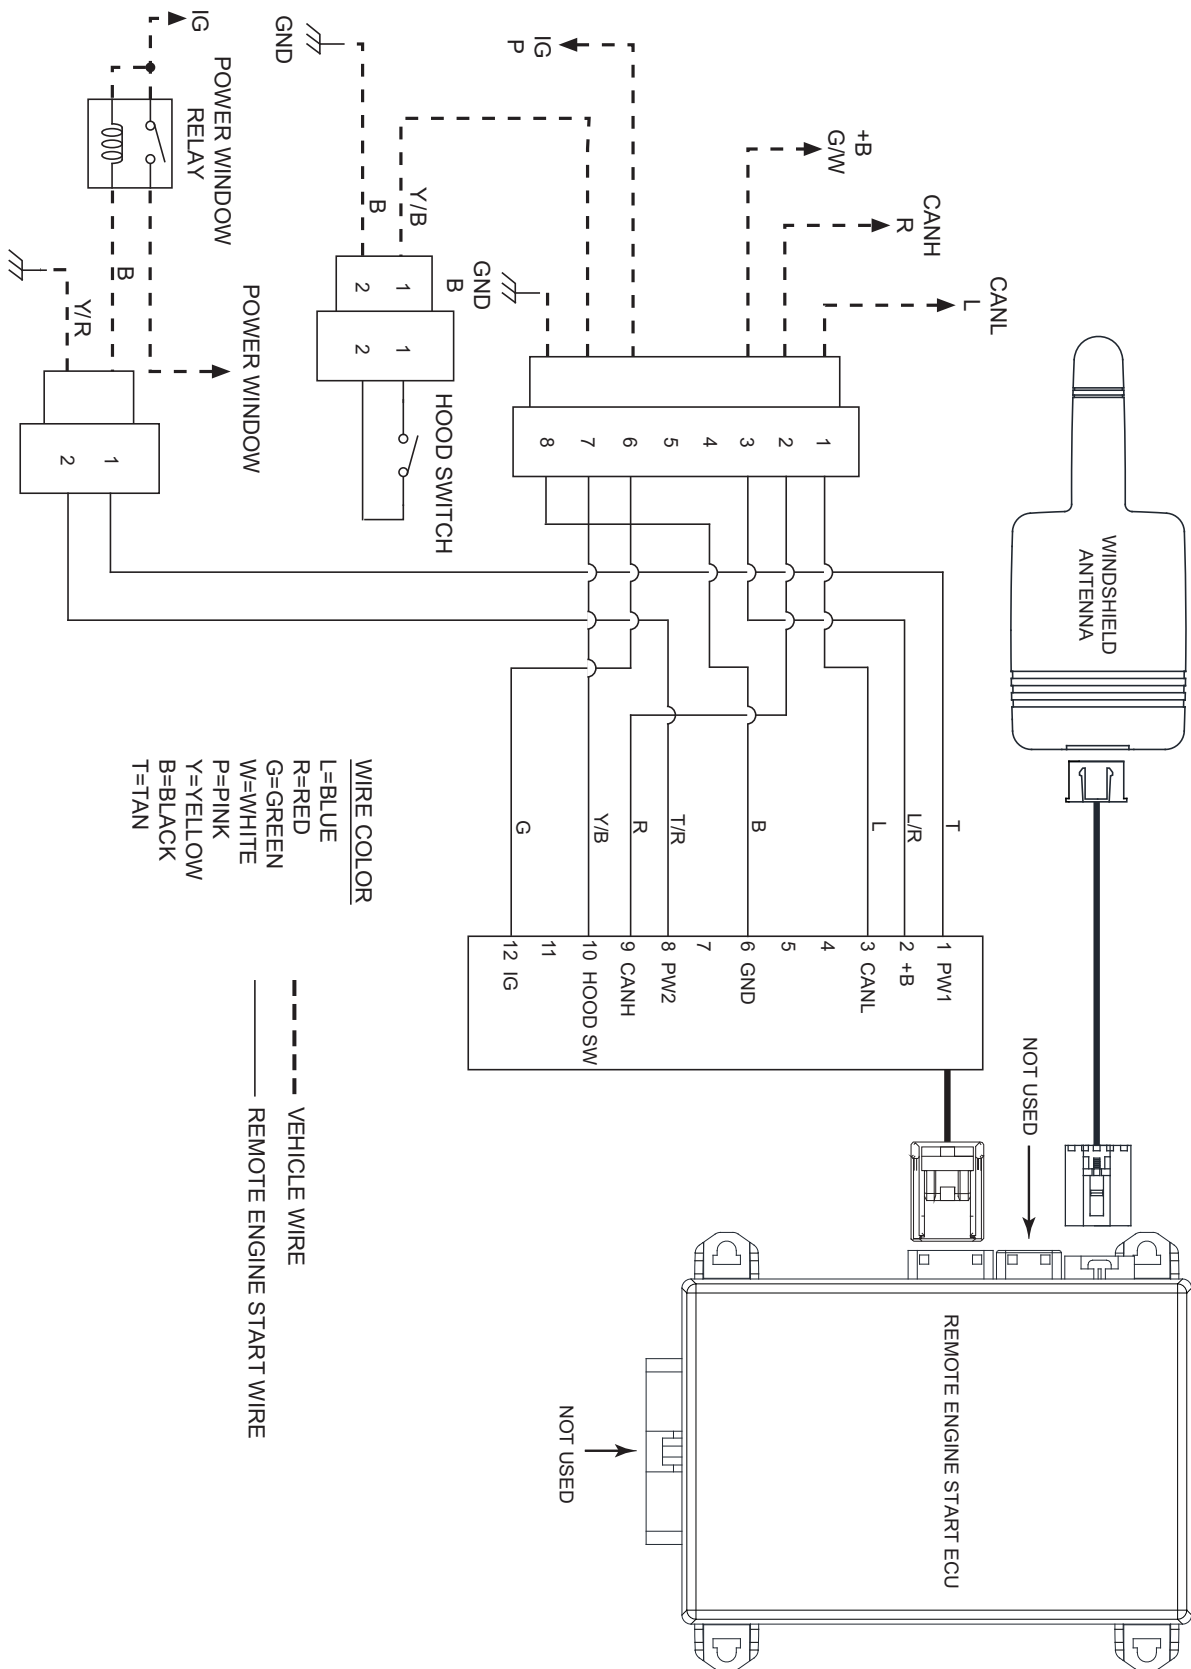 WINDSHIELD
ANTENNA
NOT USED
REMOTE ENGINE START ECU
NOT USED
CANL
L
CANH
R
+B
G/W
IG
P
GND
B
1
2
3
4
5
6
7
8
T
L/R
L
B
T/R
R
Y/B
G
1 PW1
2 +B
3 CANL
4
5
6 GND
7
8 PW2
9 CANH
10 HOOD SW
11
12 IG
GND
Y/B
B
1
2
1
2
HOOD SWITCH
IG
POWER WINDOW
RELAY
B
Y/R
POWER WINDOW
1
2
WIRE COLOR
L=BLUE
R=RED
G=GREEN
W=WHITE
P=PINK
Y=YELLOW
B=BLACK
T=TAN
VEHICLE WIRE
REMOTE ENGINE START WIRE